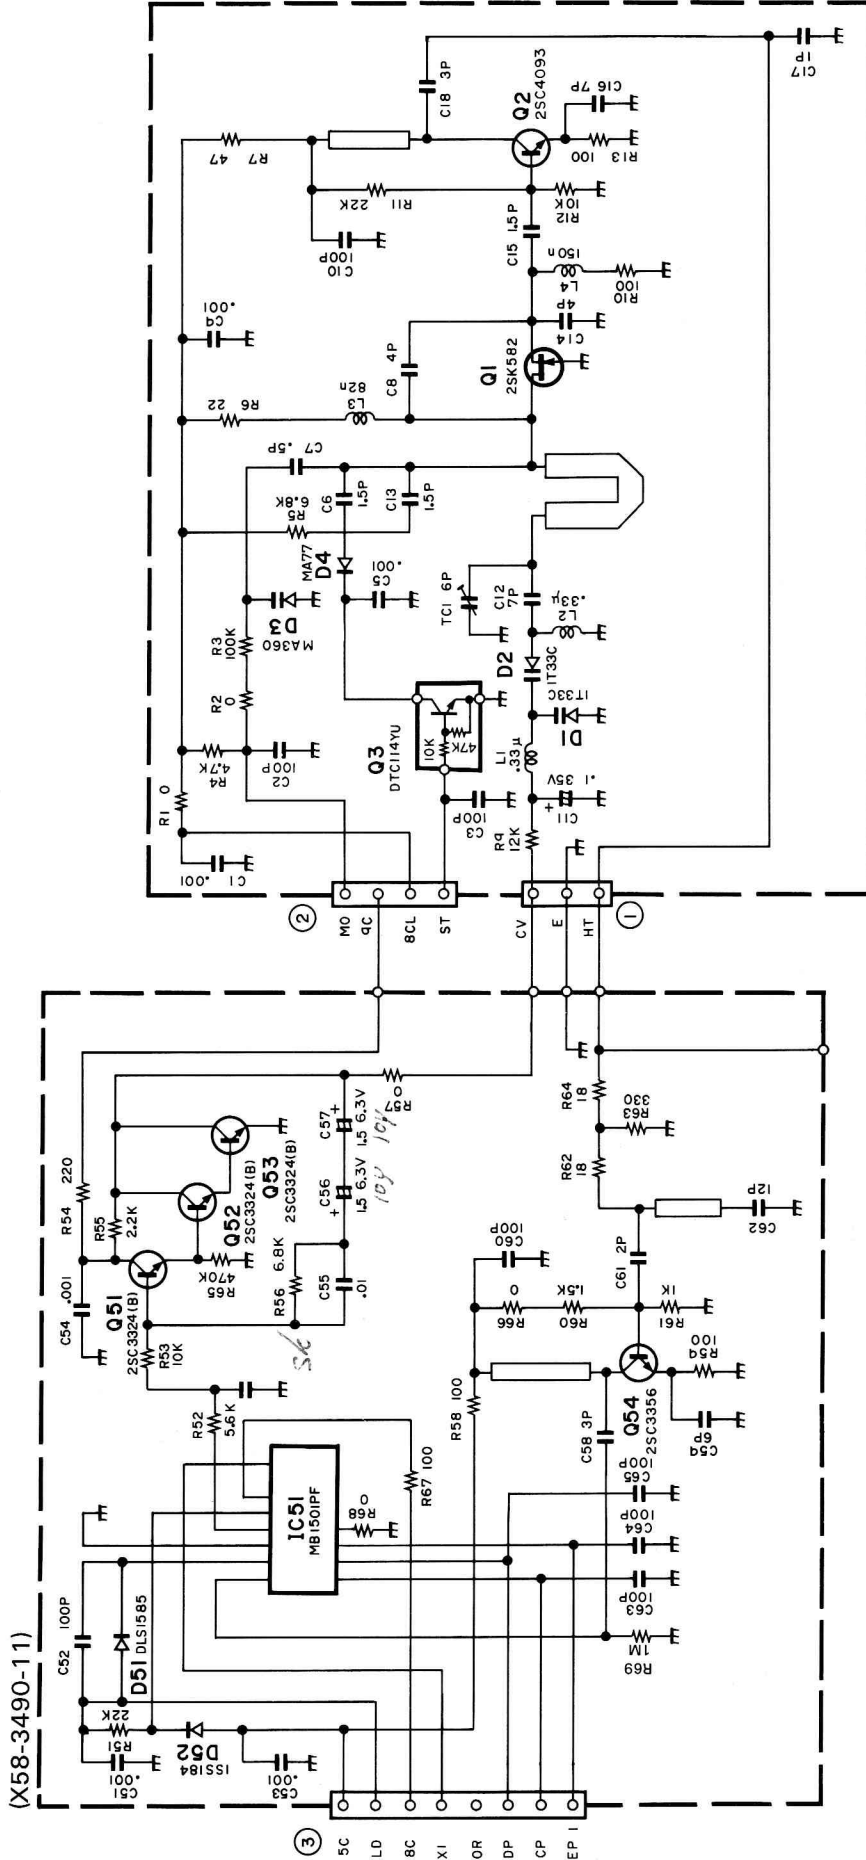 C17
1P
C18 3P
Q2
2SC4093
C16 7P
R13
100
R7
47
R11
22K
R12
10K
C15 1.5P
C10
100P
150n
L4
R10
100
C9
.001
4P
C14
C8 4P
Q1
2SK582
R6
22
L3
82n
C7 .5P
C6
1.5P
C13
1.5P
R5
6.8K
MA77
D4
C5
.001
TC1 6P
C12
7P
L2
.33μ
D3
MA360
R3
100K
R2
0
D2
1T33C
1T33C
D1
Q3
DTC114YU
10K
47K
L1
.33μ
R4
4.7K
C2
100P
R1 0
C3
100P
C11
.1 35V
+
R9
12K
C1
.001
2
MO
9C
8CL
ST
CV
E
HT
1
R54 220
R55
2.2K
Q53
2SC3324(B)
Q52
2SC3324(B)
Q51
2SC3324(B)
R65
470K
C54 .001
R53
10K
R56 6.8K
C55
.01
C56
1.5 6.3V
+
C57
1.5 6.3V
+
10μ 10μ
5k
R57
0
R64
18
R63
330
R62
18
C62
12P
C60
100P
C61 2P
R66
0
R60
1.5K
R61
1K
R58 100
Q54
2SC3356
R59
100
C58 3P
C59
6P
R52
5.6K
IC51
MB1501PF
R67 100
R68
0
C65
100P
C64
100P
C63
100P
R69
1M
C52 100P
D51 DLS1585
R51
22K
D52
1SS184
C51
.001
C53
.001
(X58-3490-11)
3
5C
LD
8C
X1
OR
DP
CP
EP 1